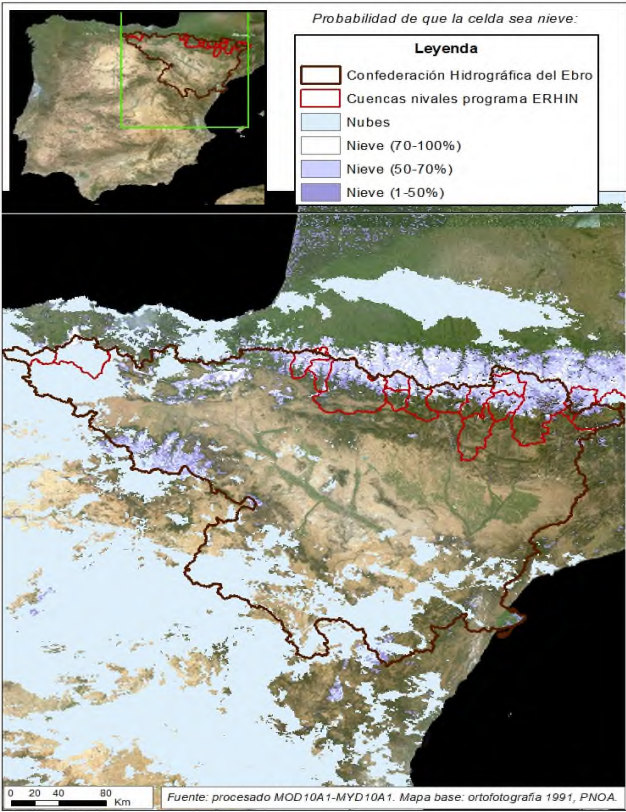 Probabilidad de que la celda sea nieve:
Leyenda
Confederación Hidrográfica del Ebro
Cuencas nivales programa ERHIN
Nubes
Nieve (70-100%)
Nieve (50-70%)
Nieve (1-50%)
0 20 40 80
Km
Fuente: procesado MOD10A1-MYD10A1. Mapa base: ortofotografía 1991, PNOA.